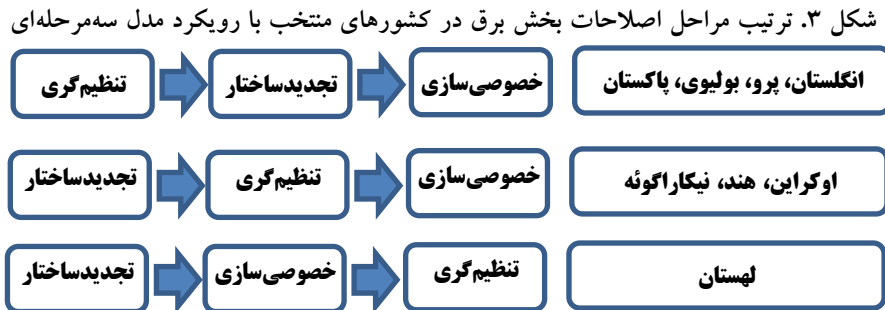 شکل ۳. ترتیب مراحل اصلاحات بخش برق در کشورهای منتخب با رویکرد مدل سه‌مرحله‌ای
انگلستان، پرو، بولیوی، پاکستان خصوصی‌سازی تجدیدساختار تنظیم‌گری
اوکراین، هند، نیکاراگوئه خصوصی‌سازی تنظیم‌گری تجدیدساختار
لهستان تنظیم‌گری خصوصی‌سازی تجدیدساختار